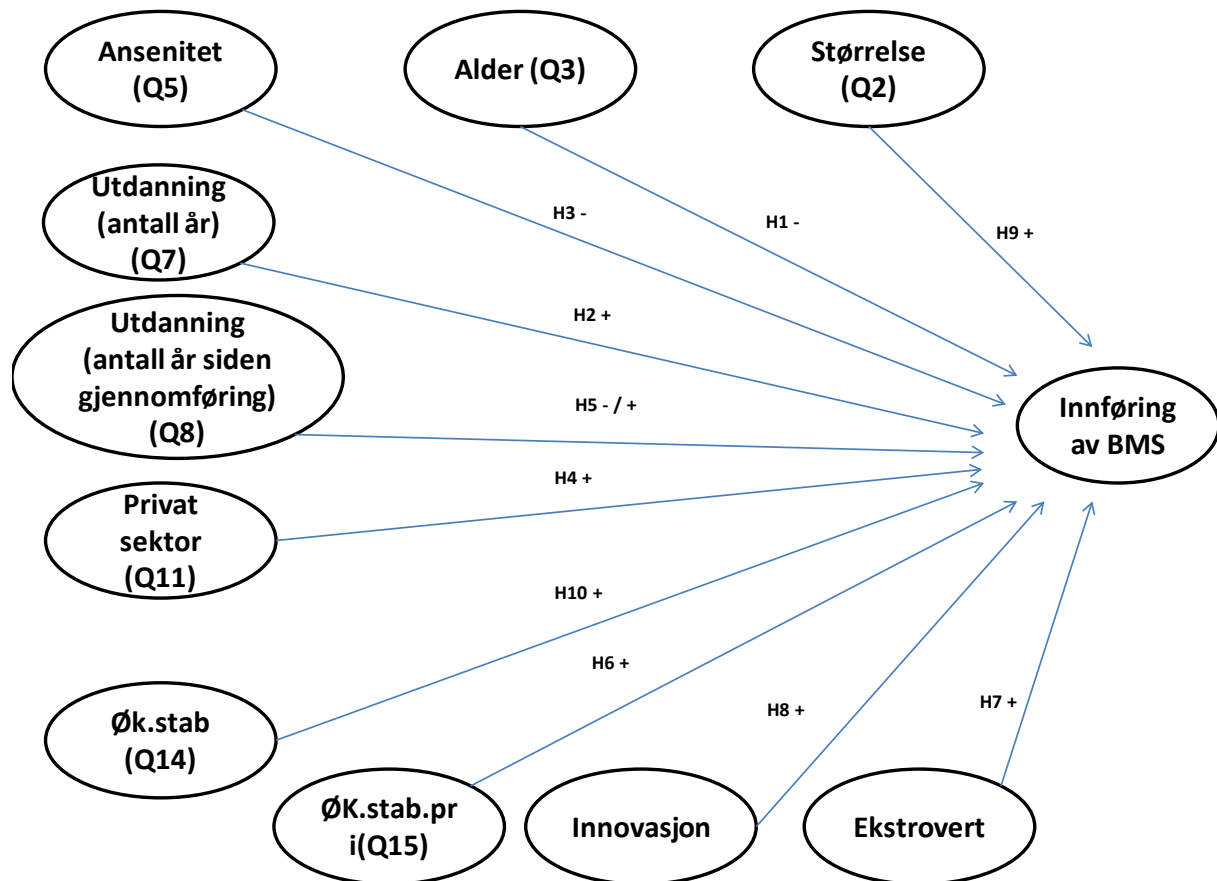 Ansenitet
(Q5)
Alder (Q3)
Størrelse
(Q2)
Utdanning
(antall år)
(Q7)
H3 -
H1 -
H9 +
Utdanning
(antall år siden
gjennomføring)
(Q8)
H2 +
H5 - / +
Innføring
av BMS
Privat
sektor
(Q11)
H4 +
H10 +
H6 +
H8 +
H7 +
Øk.stab
(Q14)
ØK.stab.pr
i(Q15)
Innovasjon
Ekstrovert